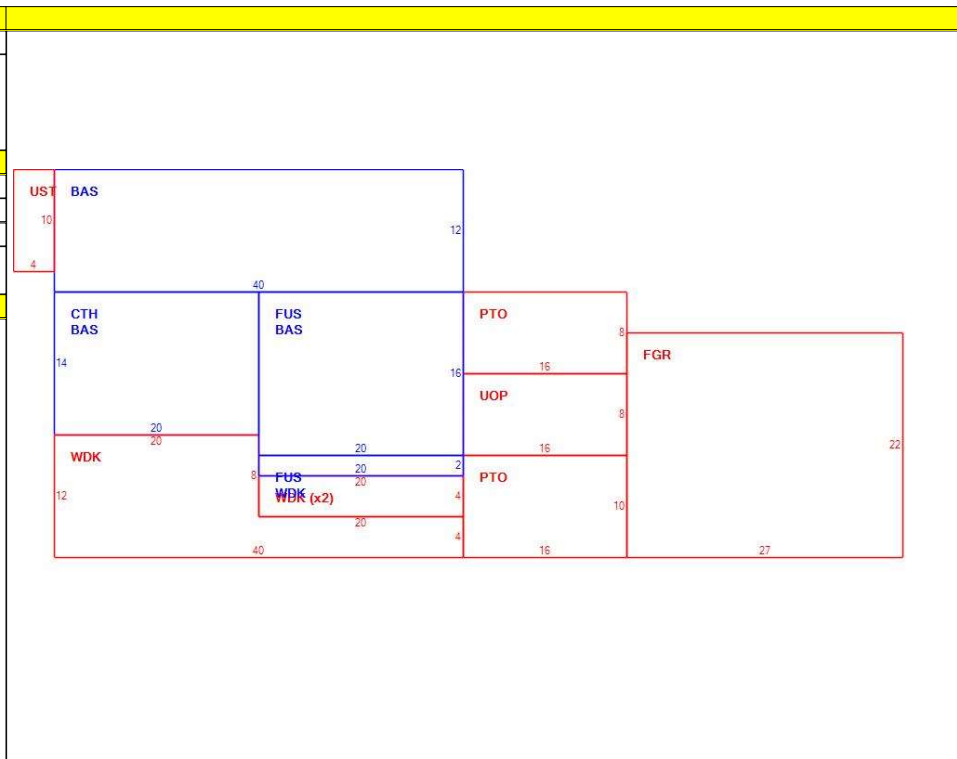 UST BAS
10
12
4
40
CTH FUS PTO
BAS BAS
8
FGR
14
16
16
UOP
8
20 20 16
20
22
WDK
20 2
8 FUS 20 PTO
WDK
12 WDK (x2) 4
10
20
4
40 16 27